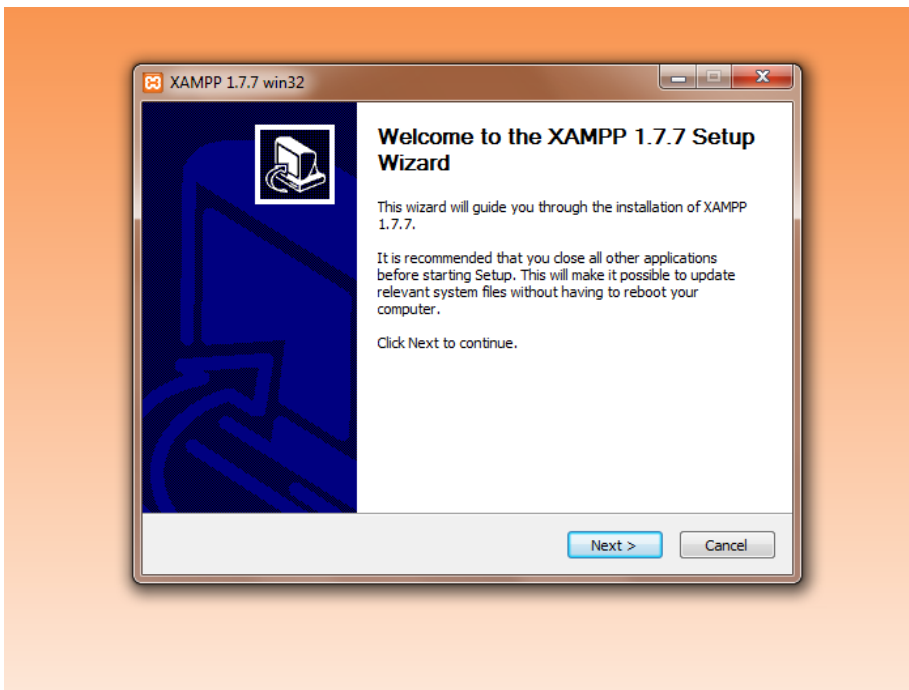 XAMPP 1.7.7 win32
Welcome to the XAMPP 1.7.7 Setup
Wizard
This wizard will guide you through the installation of XAMPP
1.7.7.
It is recommended that you close all other applications
before starting Setup. This will make it possible to update
relevant system files without having to reboot your
computer.
Click Next to continue.
Next >
Cancel